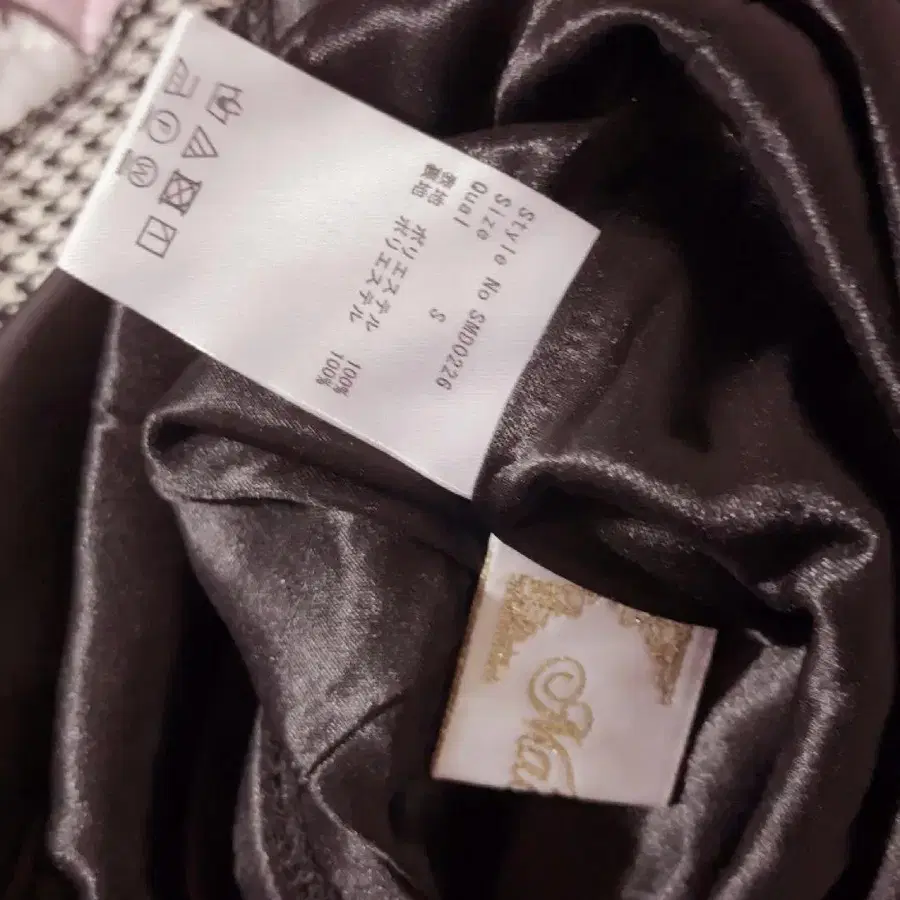 Style No SMD0226
Size S
Qual
表地 ポリエステル 100%
裏地 ポリエステル 100%
W